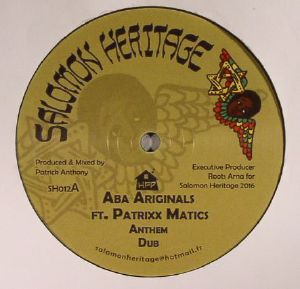 SALOMON HERITAGE
Produced & Mixed by
Patrick Anthony
SH012A
HPP
Executive Producer
Roots Ama for
Salomon Heritage 2016
ABA ARIGINALS
FT. PATRIXX MATICS
ANTHEM
DUB
salomonheritage@hotmail.fr